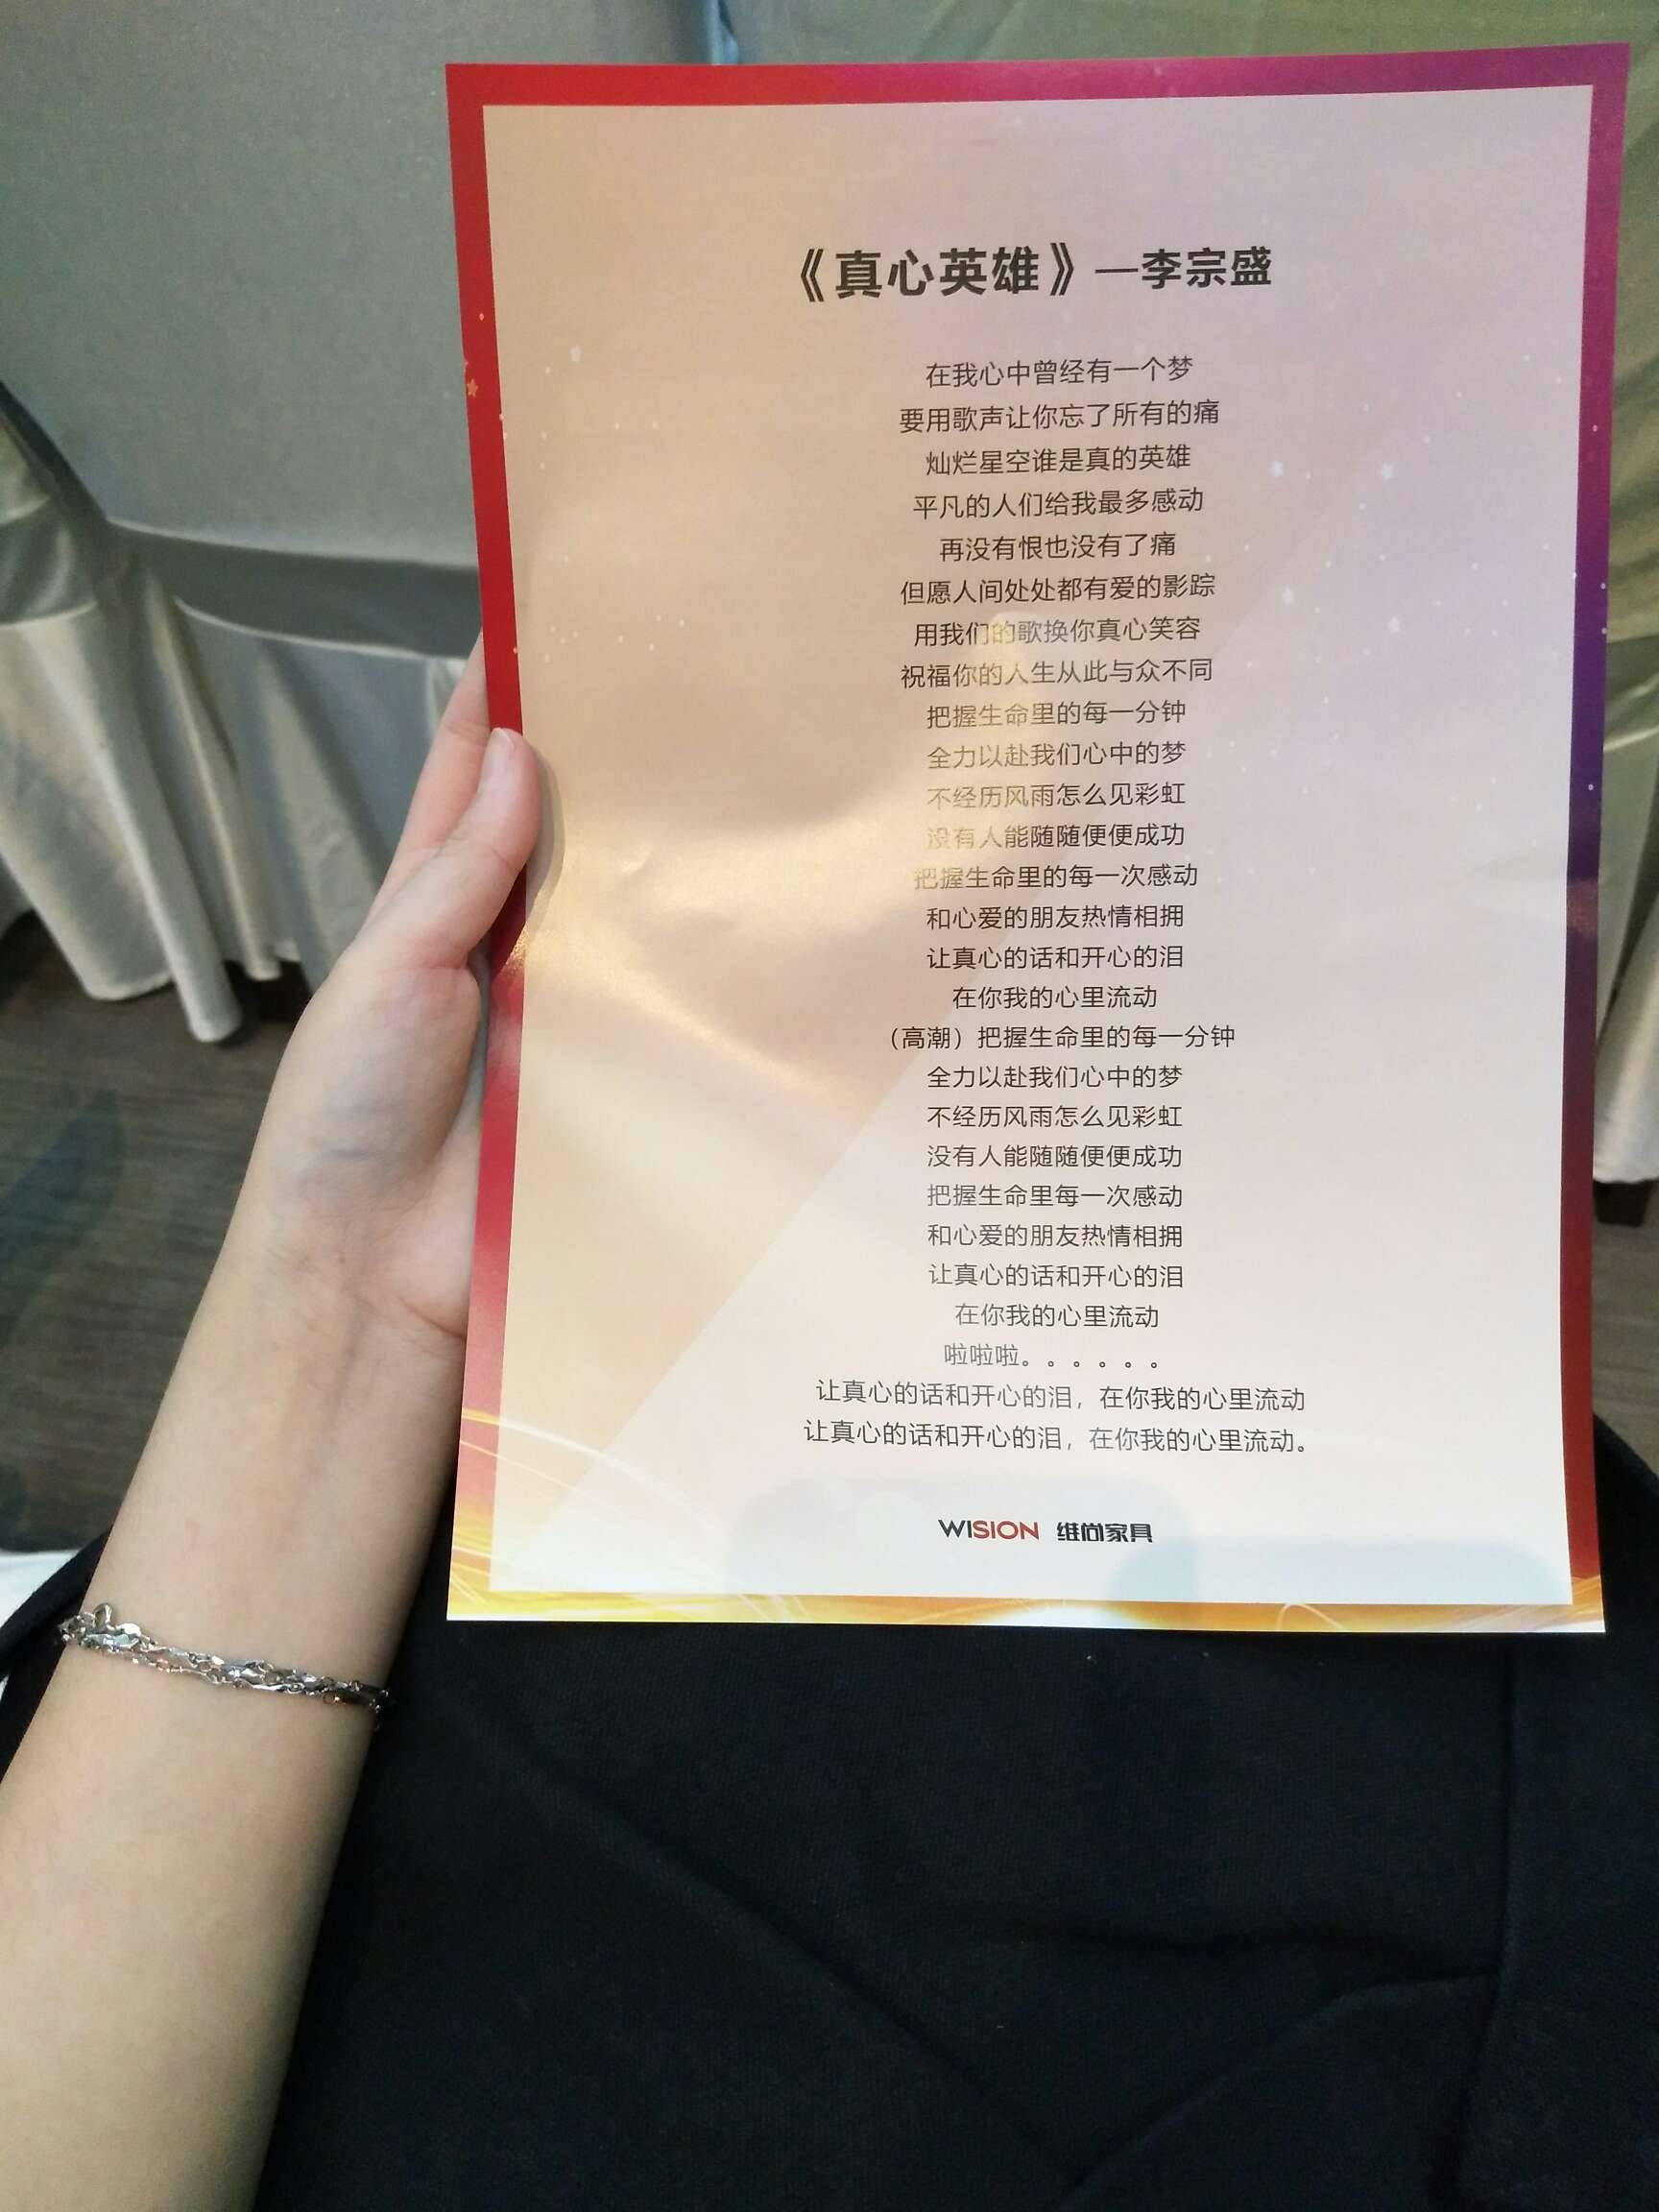 《真心英雄》—李宗盛
在我心中曾经有一个梦
要用歌声让你忘了所有的痛
灿烂星空谁是真的英雄
平凡的人们给我最多感动
再没有恨也没有了痛
但愿人间处处都有爱的影踪
用我们的歌换你真心笑容
祝福你的人生从此与众不同
把握生命里的每一分钟
全力以赴我们心中的梦
不经历风雨怎么见彩虹
没有人能随随便便成功
把握生命里的每一次感动
和心爱的朋友热情相拥
让真心的话和开心的泪
在你我的心里流动
（高潮）把握生命里的每一分钟
全力以赴我们心中的梦
不经历风雨怎么见彩虹
没有人能随随便便成功
把握生命里每一次感动
和心爱的朋友热情相拥
让真心的话和开心的泪
在你我的心里流动
啦啦啦。。。。。。
让真心的话和开心的泪，在你我的心里流动
让真心的话和开心的泪，在你我的心里流动。
WISION 维尚家具